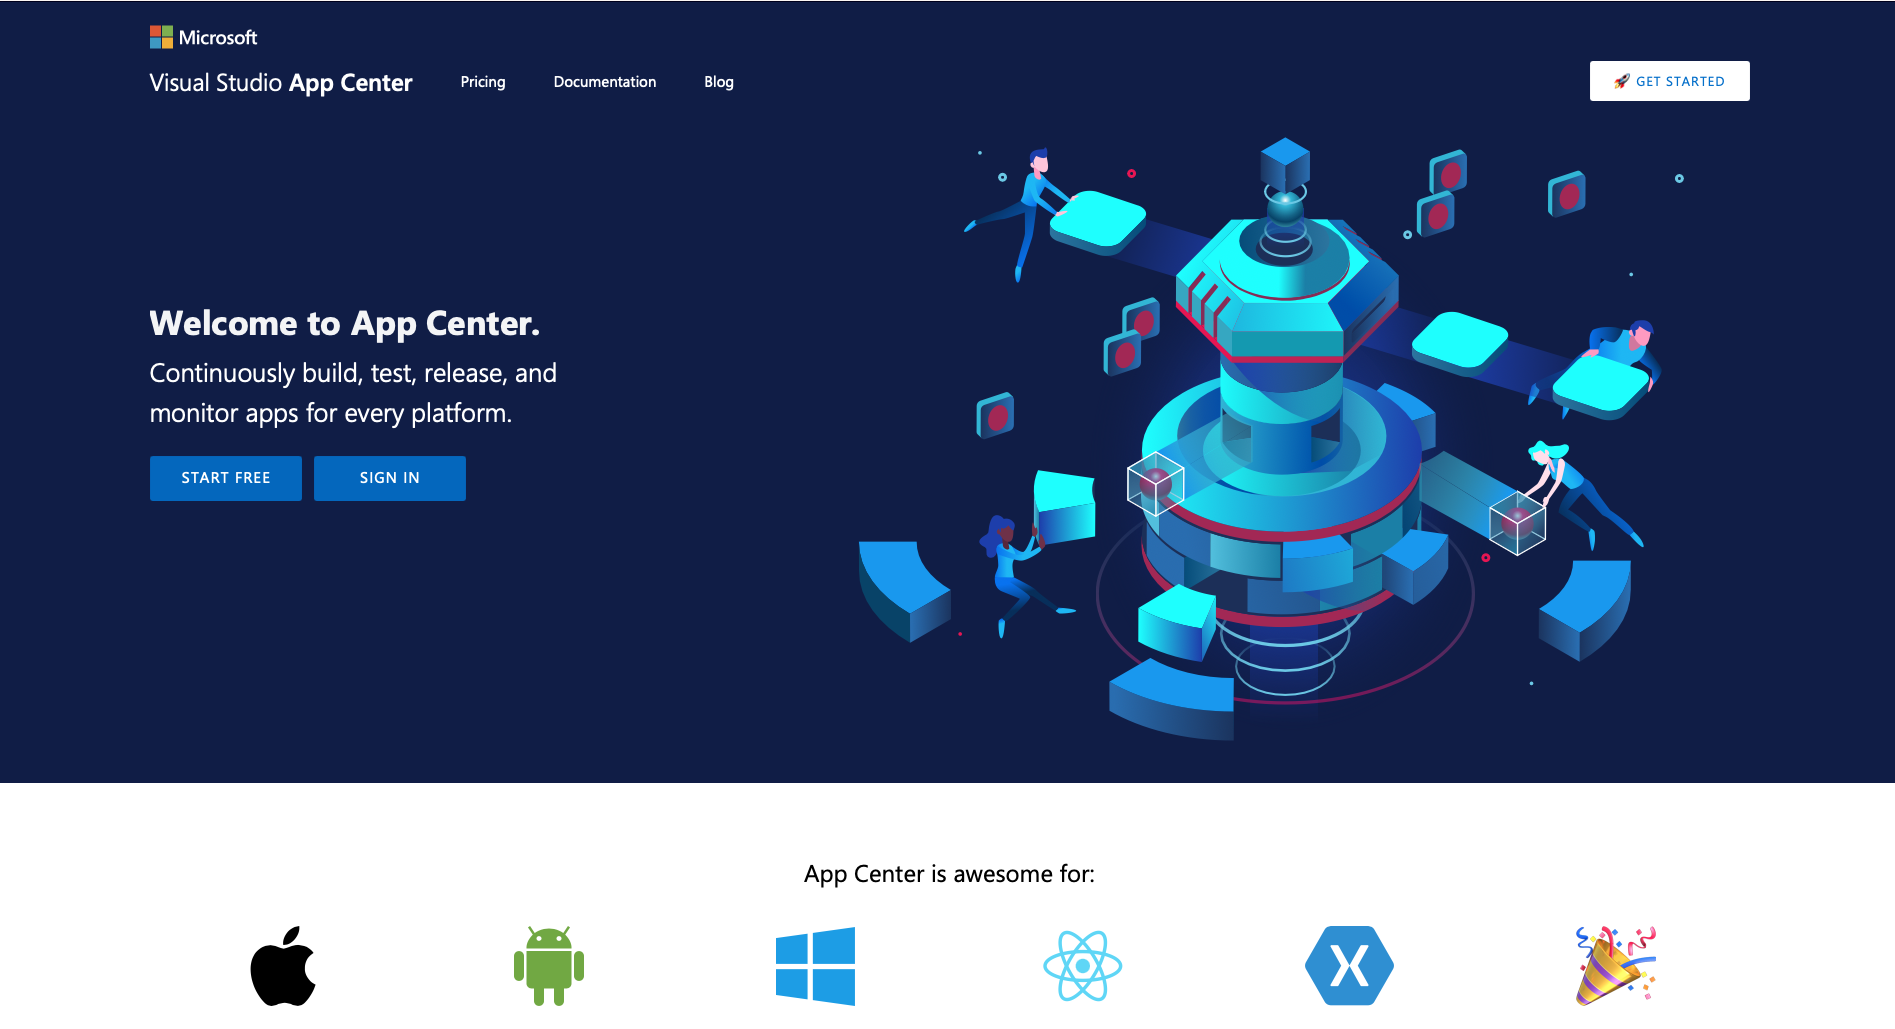 Microsoft
Visual Studio App Center
Pricing
Documentation
Blog
GET STARTED
Welcome to App Center.
Continuously build, test, release, and
monitor apps for every platform.
START FREE
SIGN IN
App Center is awesome for: